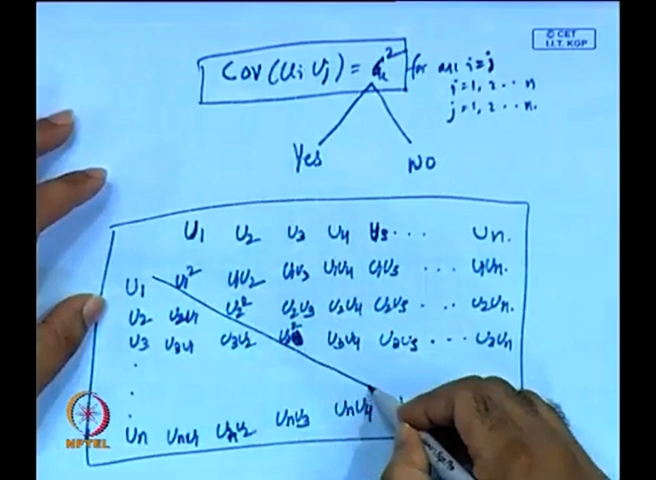 © CET
I.I.T. KGP
Cov(Ui Uj) = σu² for all i=j
i=1, 2 .. n
j=1, 2 .. n.
Yes NO
U1 U2 U3 U4 U5 ... Un.
U1 U1² U1U2 U1U3 U1U4 U1U5 ... U1Un.
U2 U2U1 U2² U2U3 U2U4 U2U5 .. U2Un.
U3 U3U1 U3U2 U3² U3U4 U3U5 ... U3Un
.
.
Un UnU1 UnU2 UnU3 UnU4
NPTEL